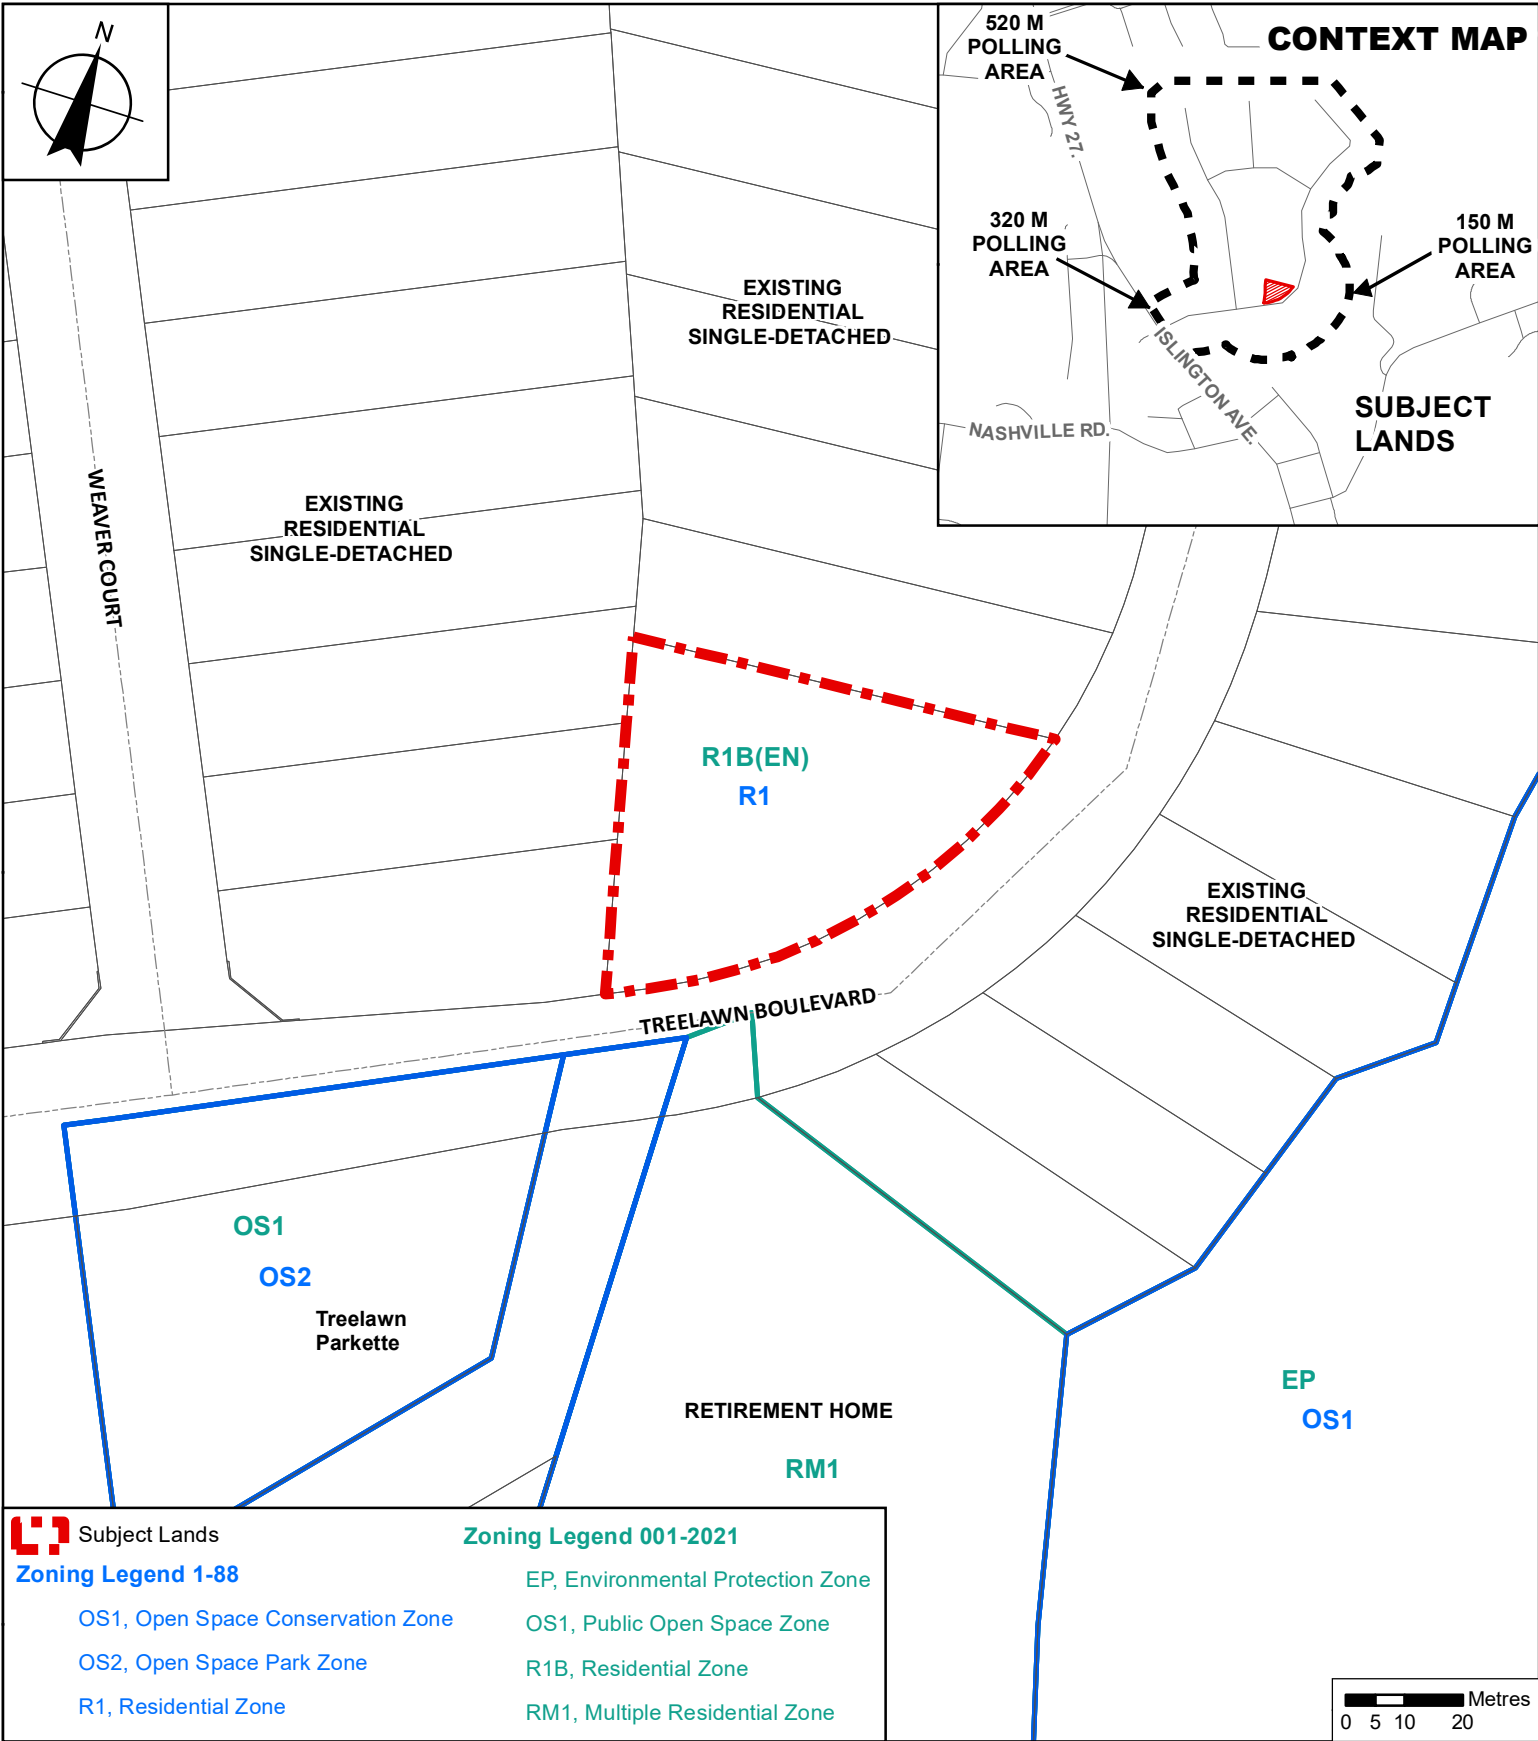 N
CONTEXT MAP
520 M
POLLING
AREA
HWY 27.
320 M
POLLING
AREA
150 M
POLLING
AREA
ISLINGTON AVE.
NASHVILLE RD.
SUBJECT
LANDS
EXISTING
RESIDENTIAL
SINGLE-DETACHED
WEAVER COURT
EXISTING
RESIDENTIAL
SINGLE-DETACHED
R1B(EN)
R1
EXISTING
RESIDENTIAL
SINGLE-DETACHED
TREELAWN BOULEVARD
OS1
OS2
Treelawn
Parkette
RETIREMENT HOME
RM1
EP
OS1
Subject Lands
Zoning Legend 1-88
OS1, Open Space Conservation Zone
OS2, Open Space Park Zone
R1, Residential Zone
Zoning Legend 001-2021
EP, Environmental Protection Zone
OS1, Public Open Space Zone
R1B, Residential Zone
RM1, Multiple Residential Zone
Metres
0 5 10 20